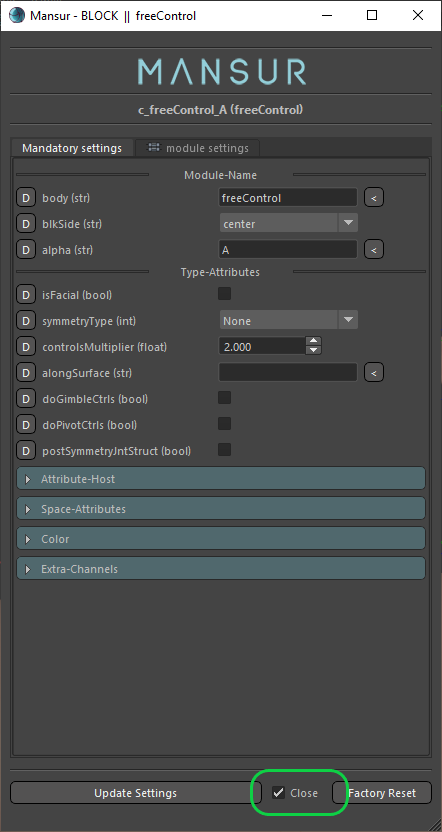 Mansur - BLOCK || freeControl
MANSUR
c_freeControl_A (freeControl)
Mandatory settings module settings
Module-Name
D body (str) freeControl <
D blkSide (str) center
D alpha (str) A <
Type-Attributes
D isFacial (bool)
D symmetryType (int) None
D controlsMultiplier (float) 2.000
D alongSurface (str) <
D doGimbleCtrls (bool)
D doPivotCtrls (bool)
D postSymmetryJntStruct (bool)
Attribute-Host
Space-Attributes
Color
Extra-Channels
Update Settings Close Factory Reset